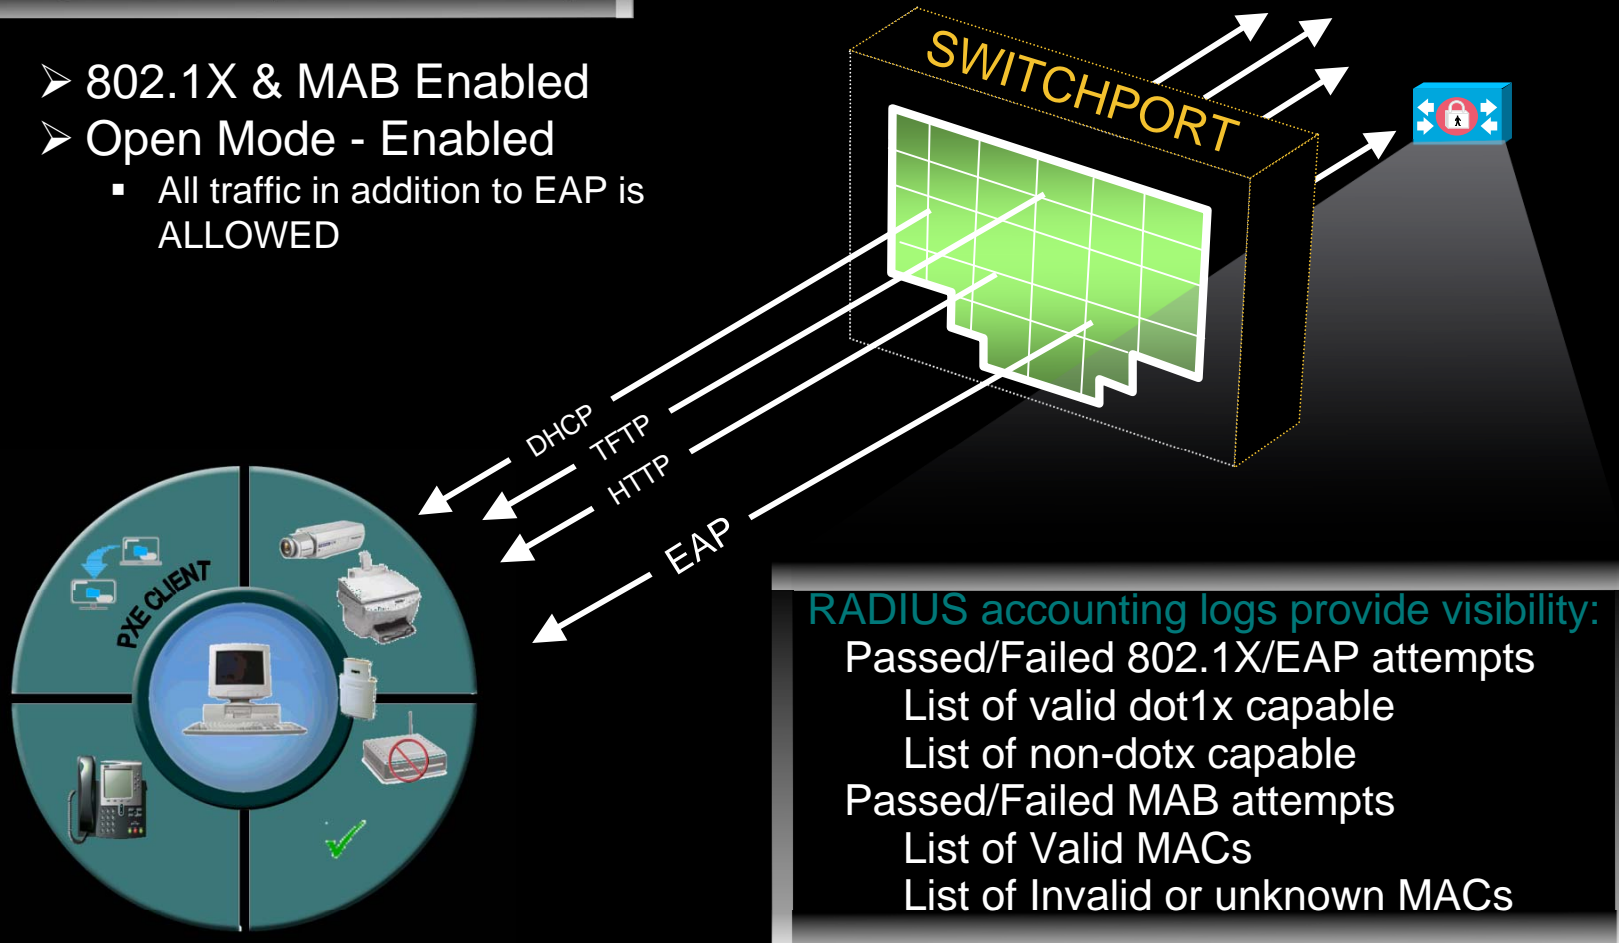 ➢ 802.1X & MAB Enabled
➢ Open Mode - Enabled
▪ All traffic in addition to EAP is
ALLOWED
SWITCHPORT
DHCP
TFTP
HTTP
EAP
PXE CLIENT
RADIUS accounting logs provide visibility:
Passed/Failed 802.1X/EAP attempts
List of valid dot1x capable
List of non-dotx capable
Passed/Failed MAB attempts
List of Valid MACs
List of Invalid or unknown MACs